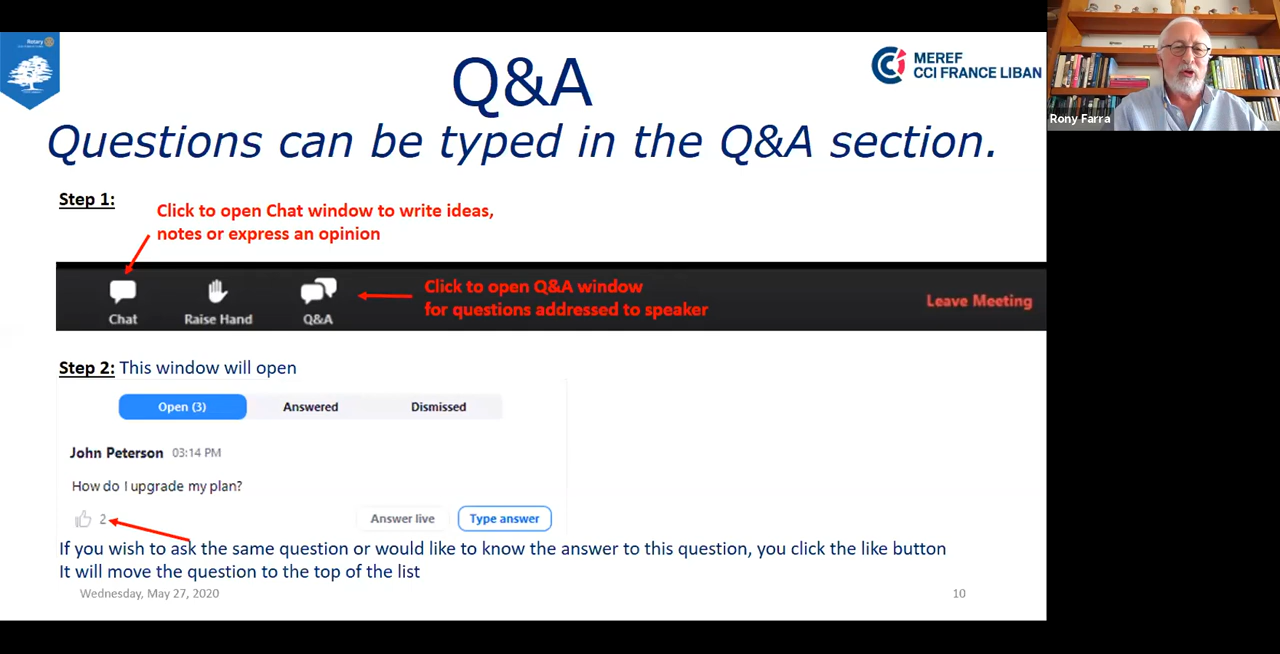 Rotary
MEREF
CCI FRANCE LIBAN
Q&A
Questions can be typed in the Q&A section.
Rony Farra
Step 1:
Click to open Chat window to write ideas,
notes or express an opinion
Click to open Q&A window
for questions addressed to speaker
Chat
Raise Hand
Q&A
Leave Meeting
Step 2: This window will open
Open (3)
Answered
Dismissed
John Peterson 03:14 PM
How do I upgrade my plan?
2
Answer live
Type answer
If you wish to ask the same question or would like to know the answer to this question, you click the like button
It will move the question to the top of the list
Wednesday, May 27, 2020
10